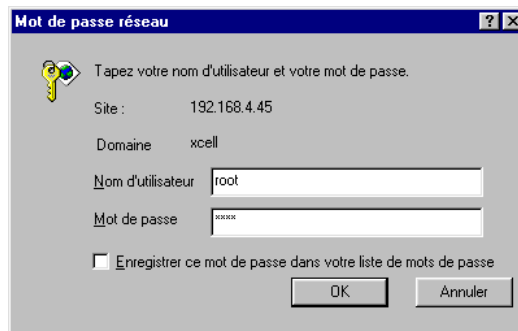 Mot de passe réseau
Tapez votre nom d'utilisateur et votre mot de passe.
Site : 192.168.4.45
Domaine xcell
Nom d'utilisateur root
Mot de passe xxxx
Enregistrer ce mot de passe dans votre liste de mots de passe
OK Annuler